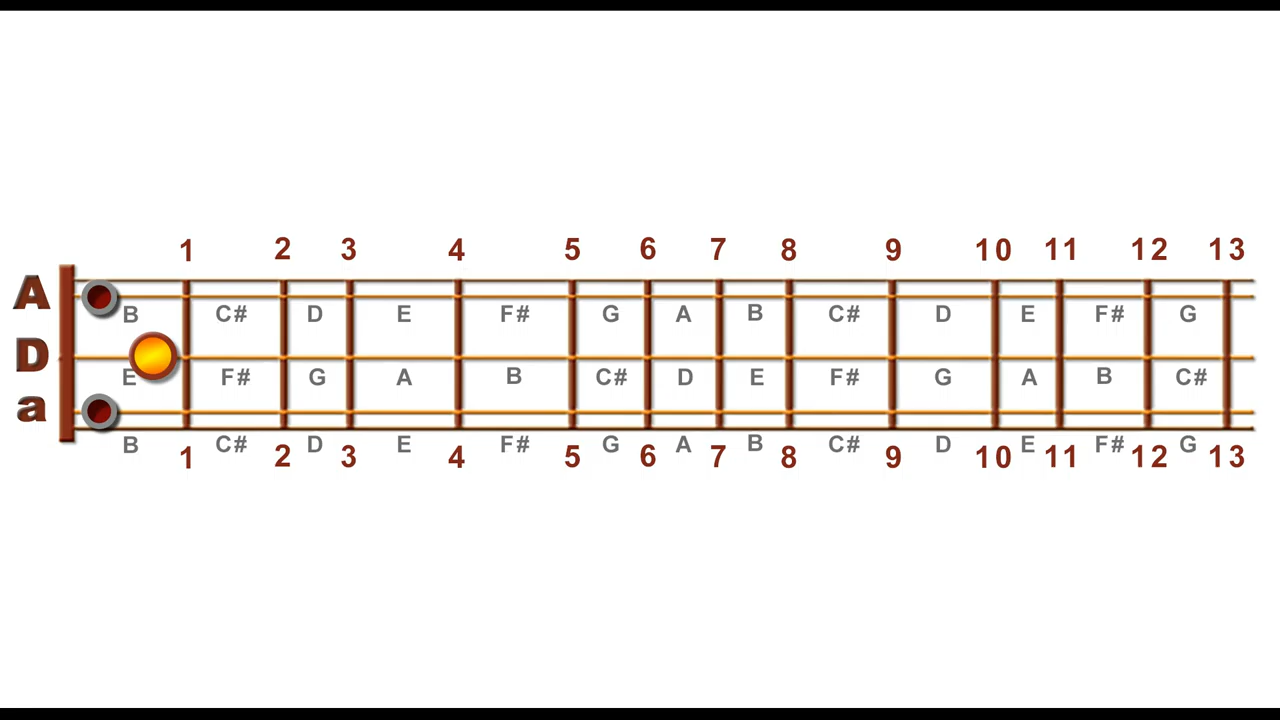 1 2 3 4 5 6 7 8 9 10 11 12 13
A
B C# D E F# G A B C# D E F# G
D
E F# G A B C# D E F# G A B C#
a
B C# D E F# G A B C# D E F# G
1 2 3 4 5 6 7 8 9 10 11 12 13